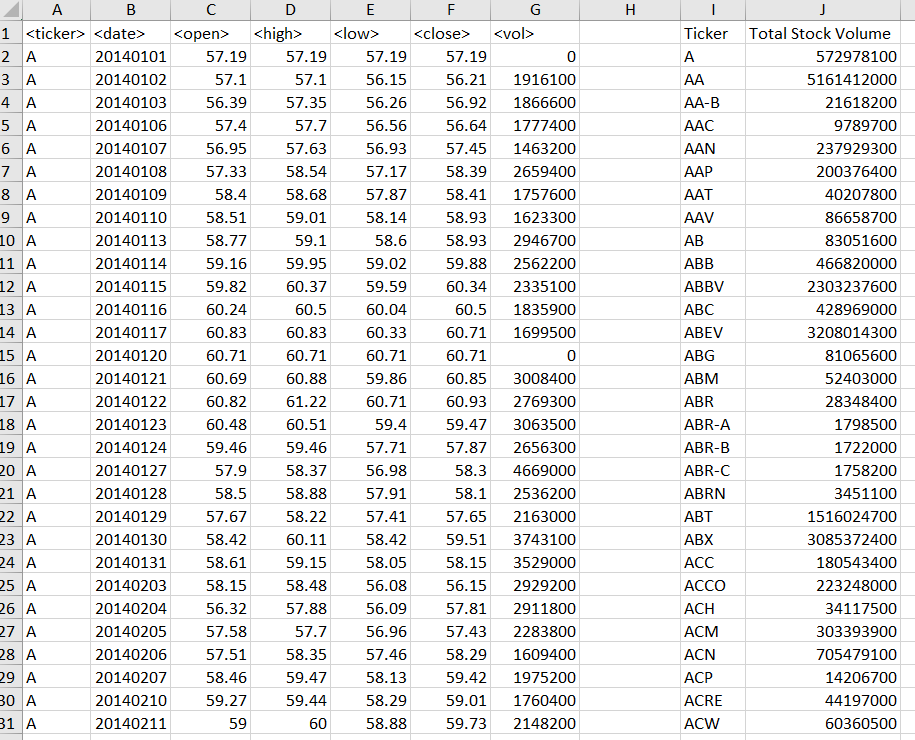 A B C D E F G H I J
1 <ticker> <date> <open> <high> <low> <close> <vol> Ticker Total Stock Volume
2 A 20140101 57.19 57.19 57.19 57.19 0 A 572978100
3 A 20140102 57.1 57.1 56.15 56.21 1916100 AA 5161412000
4 A 20140103 56.39 57.35 56.26 56.92 1866600 AA-B 21618200
5 A 20140106 57.4 57.7 56.56 56.64 1777400 AAC 9789700
6 A 20140107 56.95 57.63 56.93 57.45 1463200 AAN 237929300
7 A 20140108 57.33 58.54 57.17 58.39 2659400 AAP 200376400
8 A 20140109 58.4 58.68 57.87 58.41 1757600 AAT 40207800
9 A 20140110 58.51 59.01 58.14 58.93 1623300 AAV 86658700
10 A 20140113 58.77 59.1 58.6 58.93 2946700 AB 83051600
11 A 20140114 59.16 59.95 59.02 59.88 2562200 ABB 466820000
12 A 20140115 59.82 60.37 59.59 60.34 2335100 ABBV 2303237600
13 A 20140116 60.24 60.5 60.04 60.5 1835900 ABC 428969000
14 A 20140117 60.83 60.83 60.33 60.71 1699500 ABEV 3208014300
15 A 20140120 60.71 60.71 60.71 60.71 0 ABG 81065600
16 A 20140121 60.69 60.88 59.86 60.85 3008400 ABM 52403000
17 A 20140122 60.82 61.22 60.71 60.93 2769300 ABR 28348400
18 A 20140123 60.48 60.51 59.4 59.47 3063500 ABR-A 1798500
19 A 20140124 59.46 59.46 57.71 57.87 2656300 ABR-B 1722000
20 A 20140127 57.9 58.37 56.98 58.3 4669000 ABR-C 1758200
21 A 20140128 58.5 58.88 57.91 58.1 2536200 ABRN 3451100
22 A 20140129 57.67 58.22 57.41 57.65 2163000 ABT 1516024700
23 A 20140130 58.42 60.11 58.42 59.51 3743100 ABX 3085372400
24 A 20140131 58.61 59.15 58.05 58.15 3529000 ACC 180543400
25 A 20140203 58.15 58.48 56.08 56.15 2929200 ACCO 223248000
26 A 20140204 56.32 57.88 56.09 57.81 2911800 ACH 34117500
27 A 20140205 57.58 57.7 56.96 57.43 2283800 ACM 303393900
28 A 20140206 57.51 58.35 57.46 58.29 1609400 ACN 705479100
29 A 20140207 58.46 59.47 58.13 59.42 1975200 ACP 14206700
30 A 20140210 59.27 59.44 58.29 59.01 1760400 ACRE 44197000
31 A 20140211 59 60 58.88 59.73 2148200 ACW 60360500